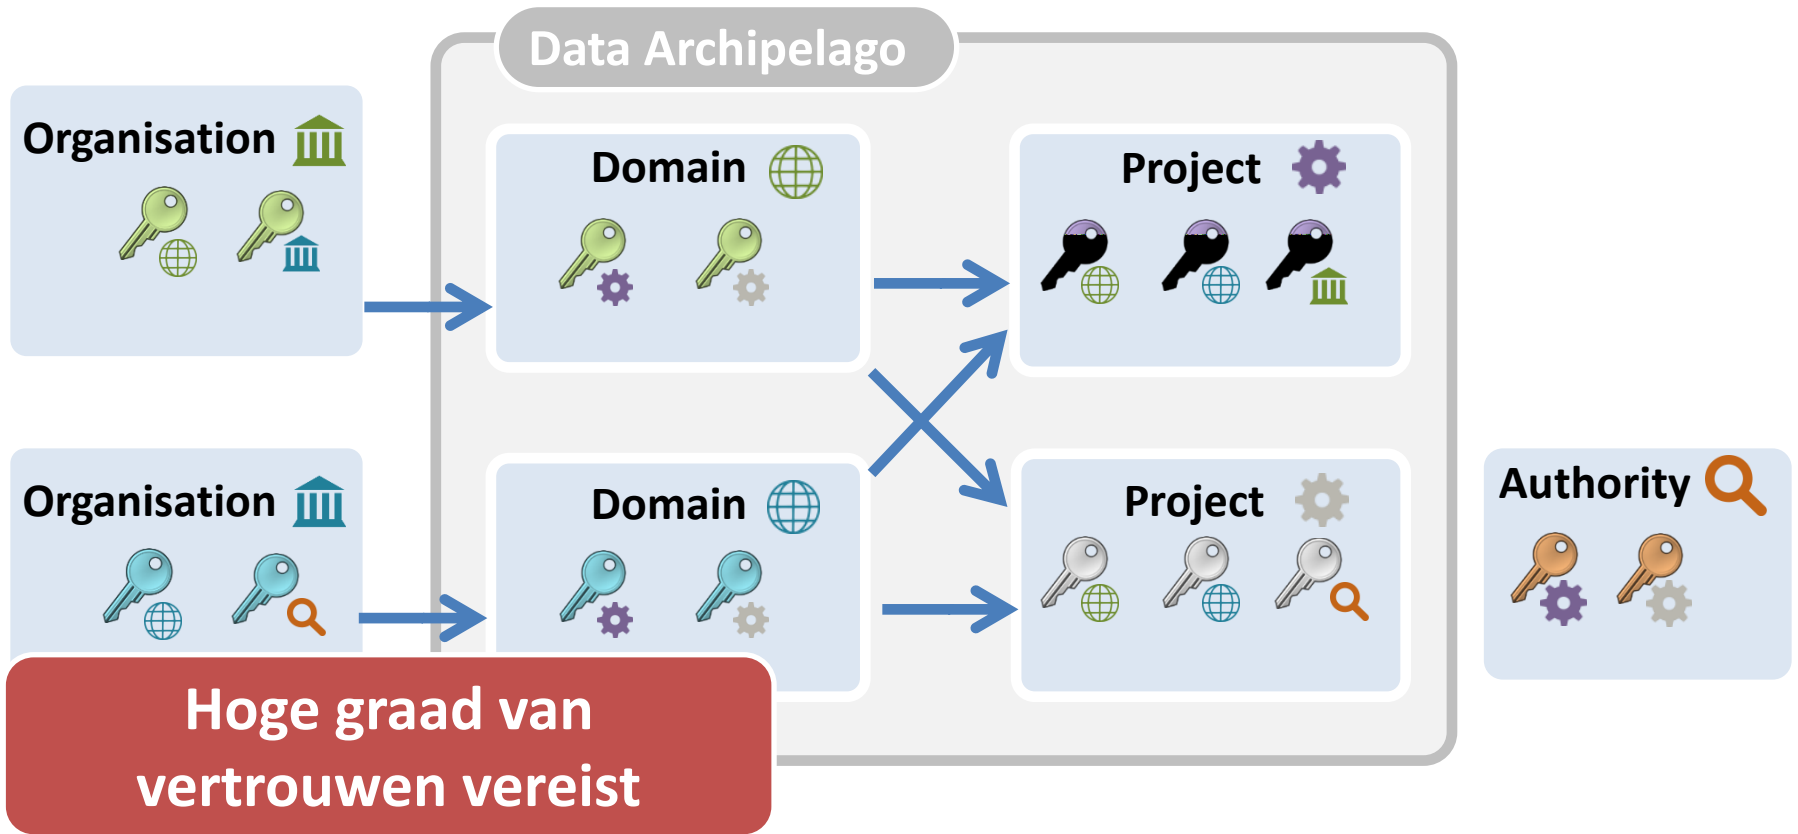 Data Archipelago
Organisation
Domain
Project
Organisation
Domain
Project
Authority
Hoge graad van
vertrouwen vereist